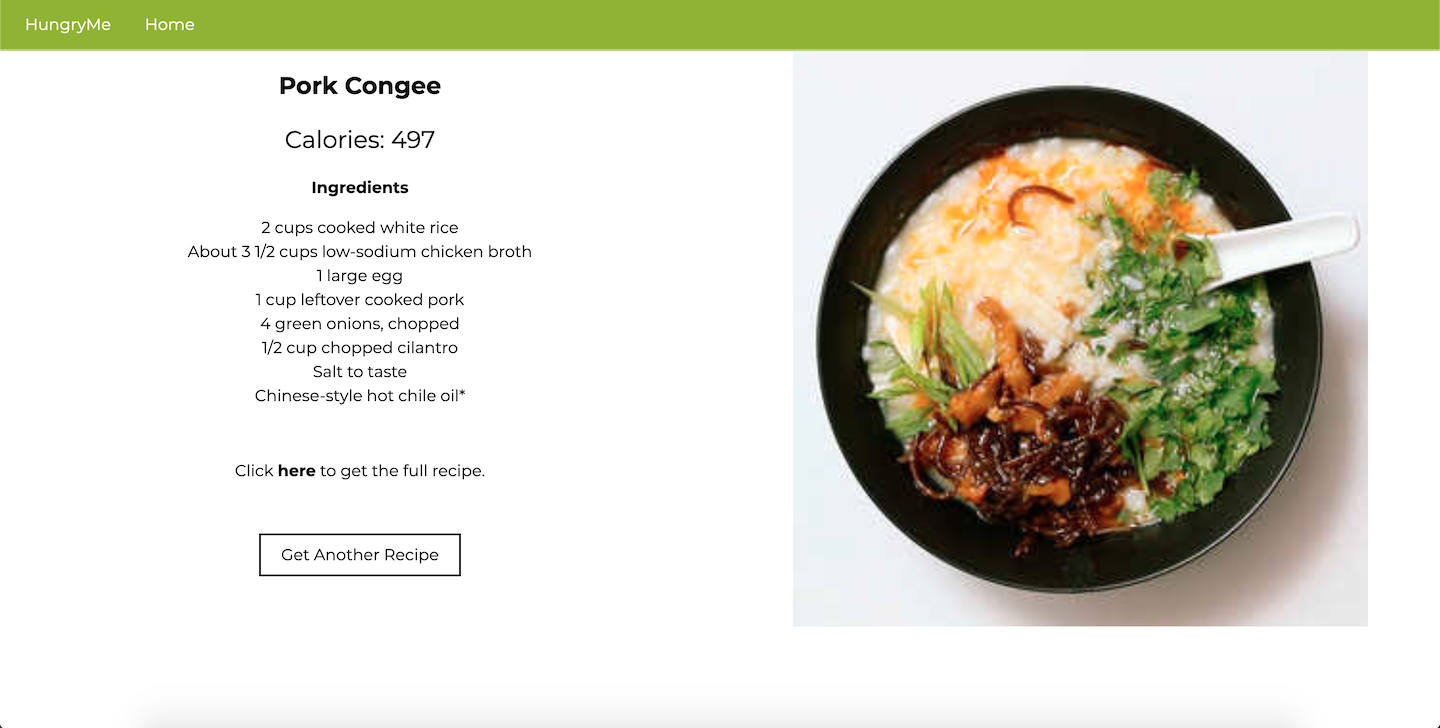 HungryMe Home
Pork Congee
Calories: 497
Ingredients
2 cups cooked white rice
About 3 1/2 cups low-sodium chicken broth
1 large egg
1 cup leftover cooked pork
4 green onions, chopped
1/2 cup chopped cilantro
Salt to taste
Chinese-style hot chile oil*
Click here to get the full recipe.
Get Another Recipe